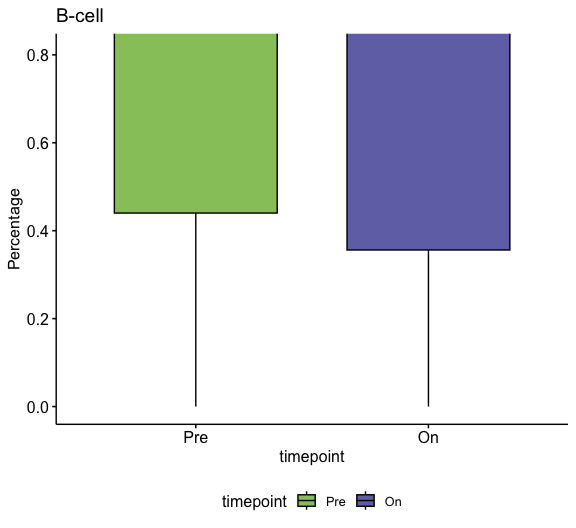 B-cell
Percentage
0.8
0.6
0.4
0.2
0.0
Pre On
timepoint
timepoint Pre On